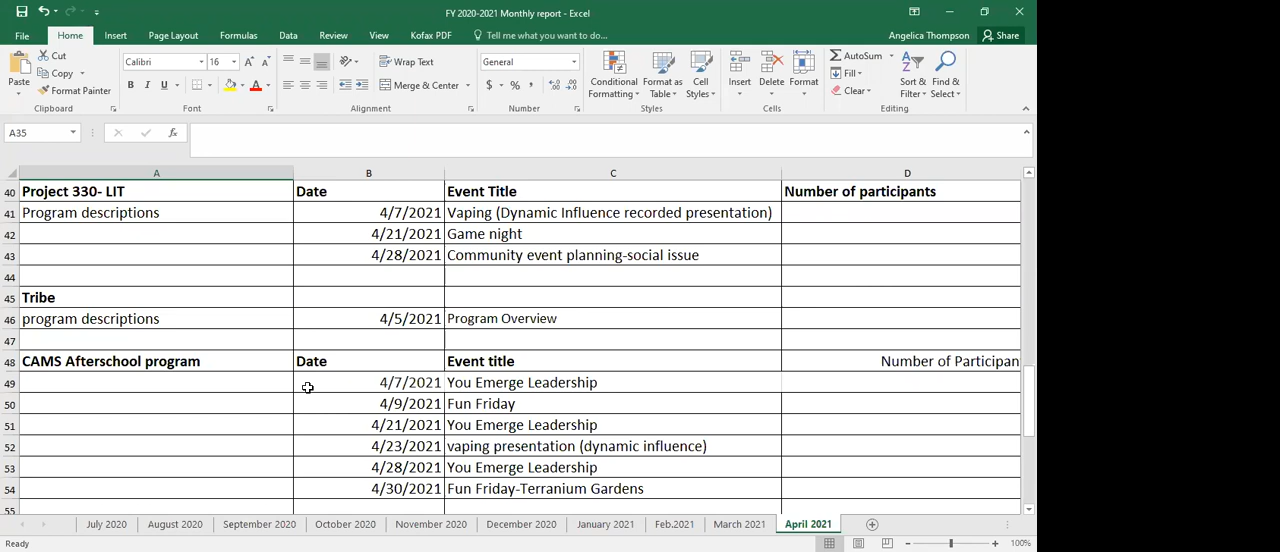 FY 2020-2021 Monthly report - Excel
File Home Insert Page Layout Formulas Data Review View Kofax PDF Tell me what you want to do... Angelica Thompson Share
Paste Cut Calibri 16 Wrap Text General Conditional Formatting Format as Table Cell Styles Insert Delete Format AutoSum Sort & Filter Find & Select
Copy Fill
Format Painter B I U Merge & Center $ % , Clear
Clipboard Font Alignment Number Styles Cells Editing
A35 fx
A B C D
40 Project 330- LIT Date Event Title Number of participants
41 Program descriptions 4/7/2021 Vaping (Dynamic Influence recorded presentation)
42 4/21/2021 Game night
43 4/28/2021 Community event planning-social issue
44
45 Tribe
46 program descriptions 4/5/2021 Program Overview
47
48 CAMS Afterschool program Date Event title Number of Participan
49 4/7/2021 You Emerge Leadership
50 4/9/2021 Fun Friday
51 4/21/2021 You Emerge Leadership
52 4/23/2021 vaping presentation (dynamic influence)
53 4/28/2021 You Emerge Leadership
54 4/30/2021 Fun Friday-Terranium Gardens
55
July 2020 August 2020 September 2020 October 2020 November 2020 December 2020 January 2021 Feb.2021 March 2021 April 2021
Ready 100%